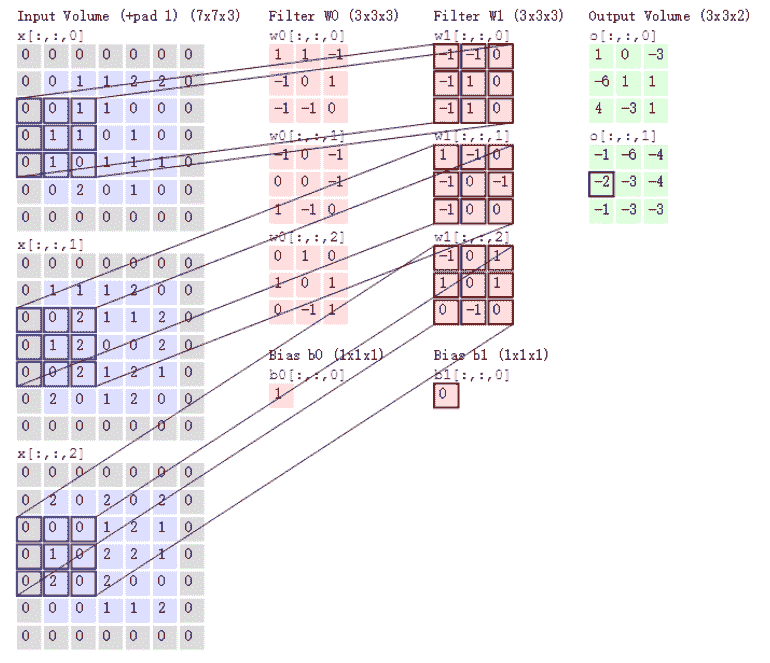 Input Volume (+pad 1) (7x7x3)
x[:,:,0]
0 0 0 0 0 0 0
0 0 1 1 2 2 0
0 0 1 1 0 0 0
0 1 1 0 1 0 0
0 1 0 1 1 1 0
0 0 2 0 1 0 0
0 0 0 0 0 0 0
x[:,:,1]
0 0 0 0 0 0 0
0 1 1 1 2 0 0
0 0 2 1 1 2 0
0 1 2 0 0 2 0
0 0 2 1 2 1 0
0 2 0 1 2 0 0
0 0 0 0 0 0 0
x[:,:,2]
0 0 0 0 0 0 0
0 2 0 2 0 2 0
0 0 0 1 2 1 0
0 1 0 2 2 1 0
0 2 0 2 0 0 0
0 0 0 1 1 2 0
0 0 0 0 0 0 0
Filter W0 (3x3x3)
w0[:,:,0]
1 1 -1
-1 0 1
-1 -1 0
w0[:,:,1]
-1 0 -1
0 0 -1
1 -1 0
w0[:,:,2]
0 1 0
1 0 1
0 -1 1
Bias b0 (1x1x1)
b0[:,:,0]
1
Filter W1 (3x3x3)
w1[:,:,0]
-1 -1 0
-1 1 0
-1 1 0
w1[:,:,1]
1 -1 0
-1 0 -1
-1 0 0
w1[:,:,2]
-1 0 1
1 0 1
0 -1 0
Bias b1 (1x1x1)
b1[:,:,0]
0
Output Volume (3x3x2)
o[:,:,0]
1 0 -3
-6 1 1
4 -3 1
o[:,:,1]
-1 -6 -4
-2 -3 -4
-1 -3 -3